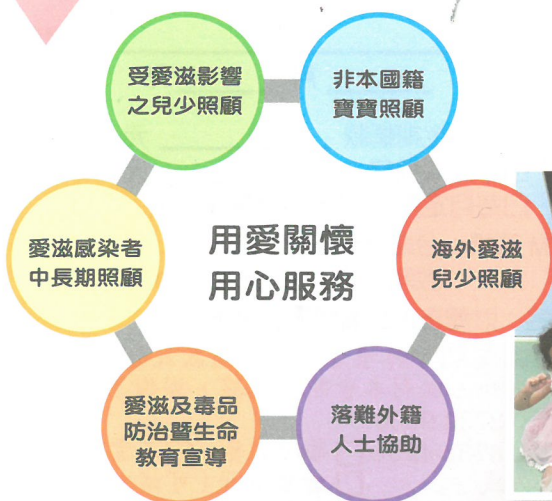 受愛滋影響
之兒少照顧
非本國籍
寶寶照顧
愛滋感染者
中長期照顧
用愛關懷
用心服務
海外愛滋
兒少照顧
愛滋及毒品
防治暨生命
教育宣導
落難外籍
人士協助